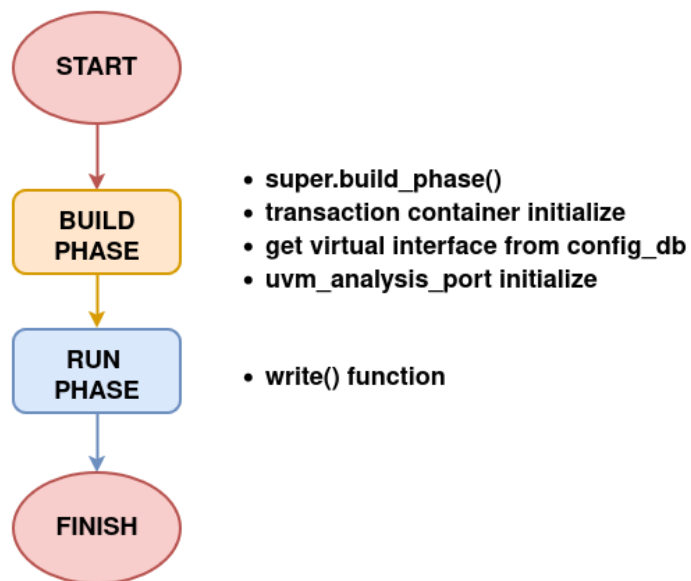 START
BUILD
PHASE
• super.build_phase()
• transaction container initialize
• get virtual interface from config_db
• uvm_analysis_port initialize
RUN
PHASE
• write() function
FINISH